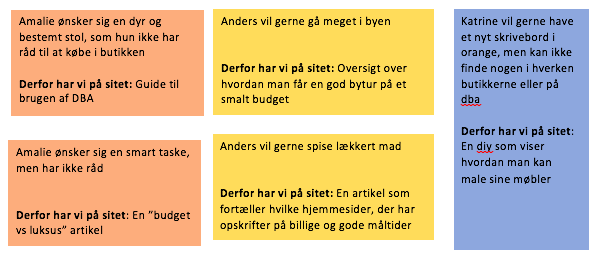 Amalie ønsker sig en dyr og
bestemt stol, som hun ikke har
råd til at købe i butikken
Derfor har vi på sitet: Guide til
brugen af DBA
Anders vil gerne gå meget i byen
Derfor har vi på sitet: Oversigt over
hvordan man får en god bytur på et
smalt budget
Katrine vil gerne have
et nyt skrivebord i
orange, men kan ikke
finde nogen i hverken
butikkerne eller på
dba
Derfor har vi på sitet:
En diy som viser
hvordan man kan
male sine møbler
Amalie ønsker sig en smart taske,
men har ikke råd
Derfor har vi på sitet: En ”budget
vs luksus” artikel
Anders vil gerne spise lækkert mad
Derfor har vi på sitet: En artikel som
fortæller hvilke hjemmesider, der har
opskrifter på billige og gode måltider